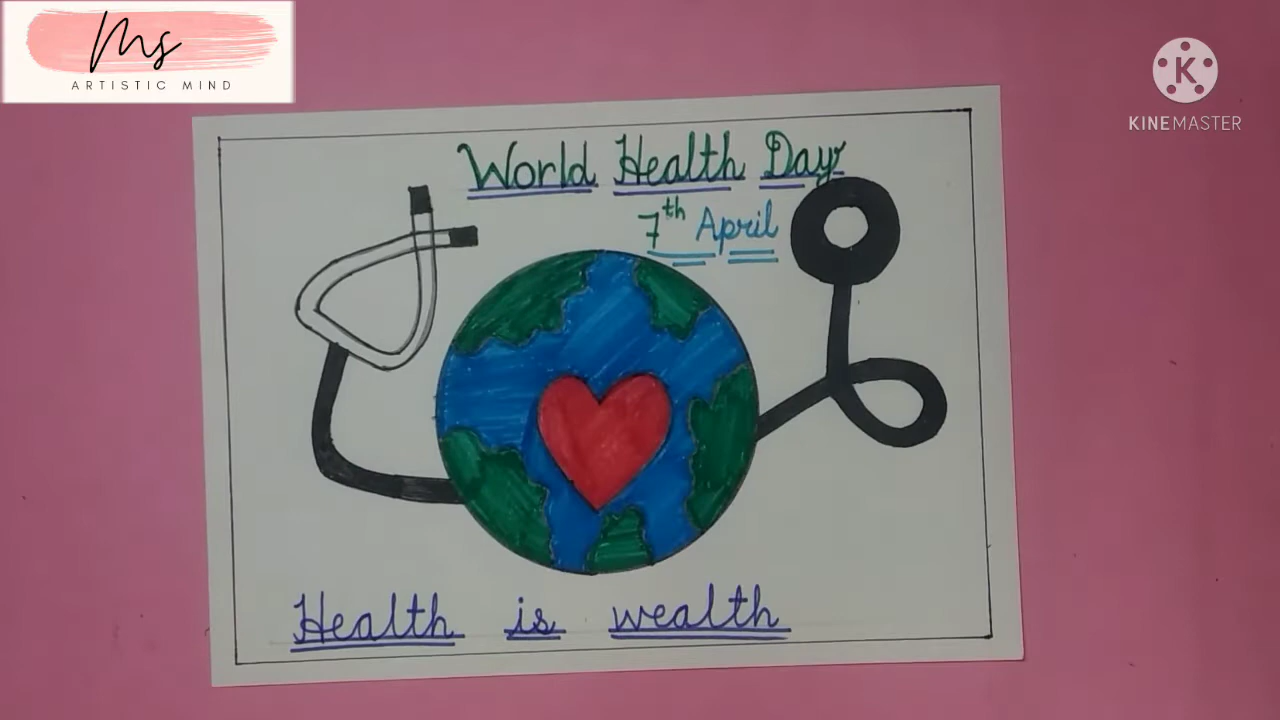 Ms
ARTISTIC MIND
K
KINEMASTER
World Health Day
7th April
Health is wealth